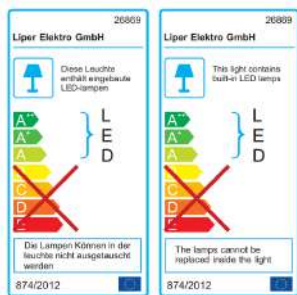 26869
Liper Elektro GmbH
Diese Leuchte
enthält eingebaute
LED-lampen
A++
A+
A
C
D
E
L
E
D
Die Lampen Können in der
leuchte nicht ausgetauscht
werden
874/2012
26869
Liper Elektro GmbH
This light contains
built-in LED lamps
A++
A+
A
C
D
E
L
E
D
The lamps cannot be
replaced inside the light
874/2012